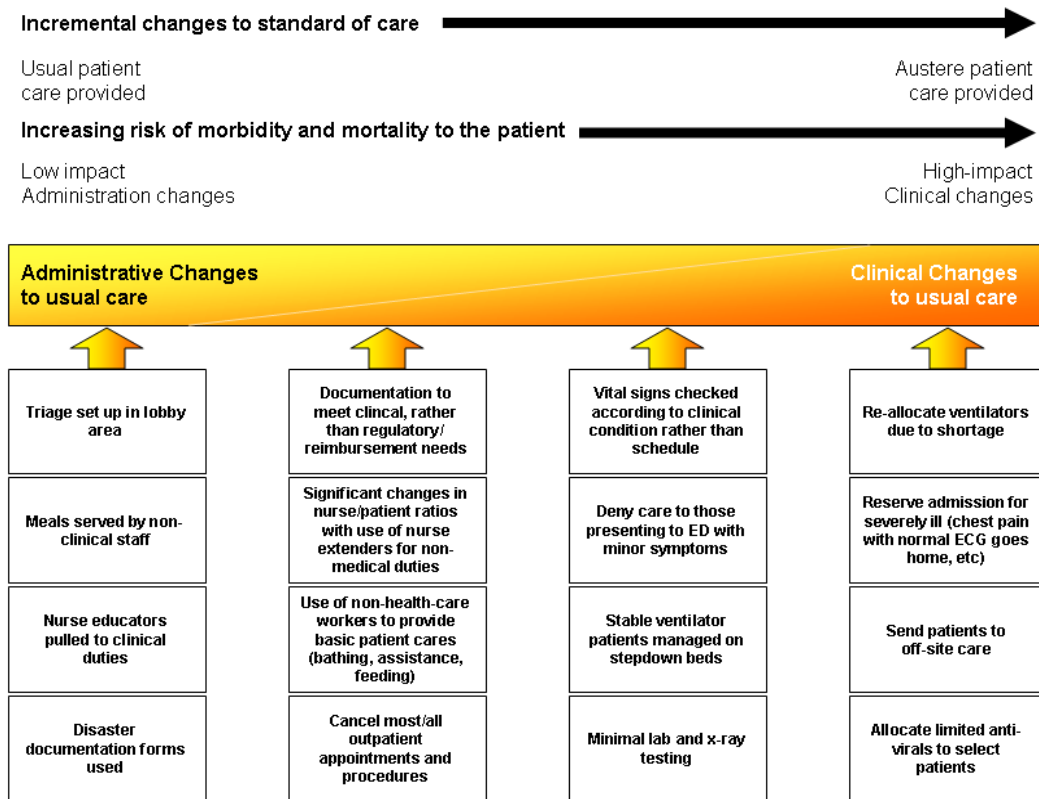 Incremental changes to standard of care
Usual patient
care provided
Austere patient
care provided
Increasing risk of morbidity and mortality to the patient
Low impact
Administration changes
High-impact
Clinical changes
Administrative Changes
to usual care
Clinical Changes
to usual care
Triage set up in lobby
area
Meals served by non-
clinical staff
Nurse educators
pulled to clinical
duties
Disaster
documentation forms
used
Documentation to
meet clincal, rather
than regulatory/
reimbursement needs
Significant changes in
nurse/patient ratios
with use of nurse
extenders for non-
medical duties
Use of non-health-care
workers to provide
basic patient cares
(bathing, assistance,
feeding)
Cancel most/all
outpatient
appointments and
procedures
Vital signs checked
according to clinical
condition rather than
schedule
Deny care to those
presenting to ED with
minor symptoms
Stable ventilator
patients managed on
stepdown beds
Minimal lab and x-ray
testing
Re-allocate ventilators
due to shortage
Reserve admission for
severely ill (chest pain
with normal ECG goes
home, etc)
Send patients to
off-site care
Allocate limited anti-
virals to select
patients